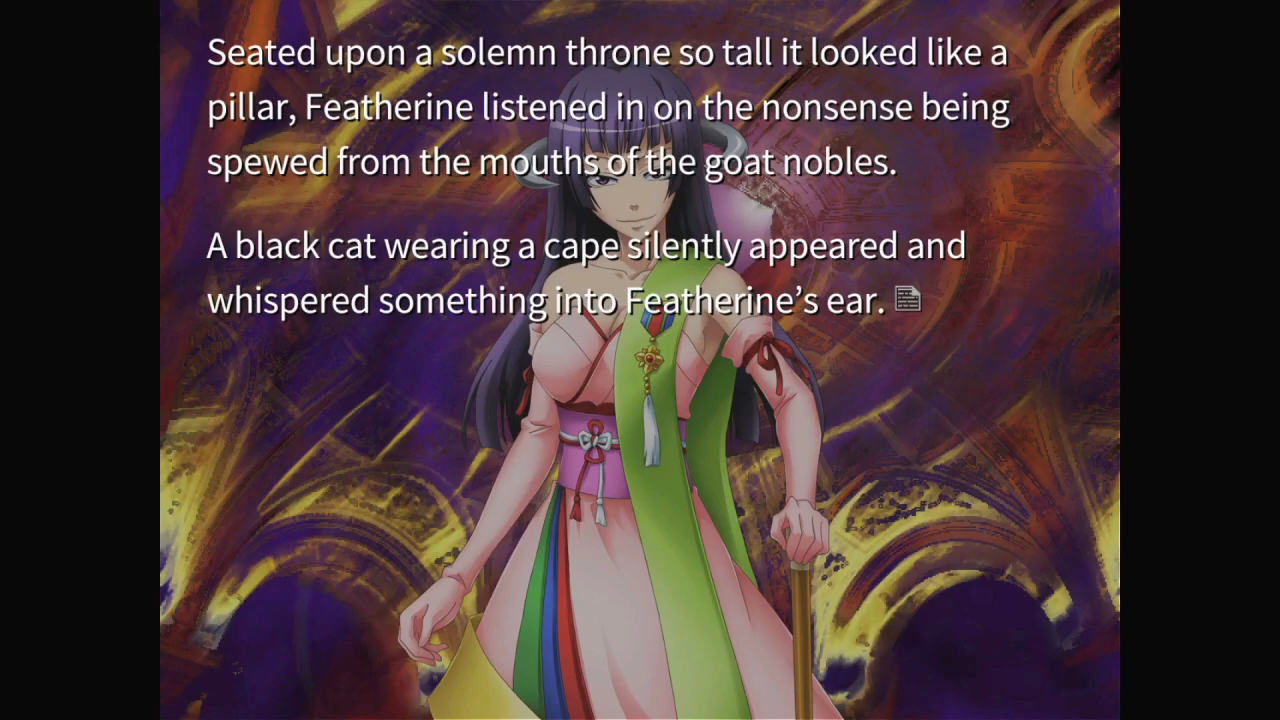 Seated upon a solemn throne so tall it looked like a
pillar, Featherine listened in on the nonsense being
spewed from the mouths of the goat nobles.
A black cat wearing a cape silently appeared and
whispered something into Featherine’s ear.